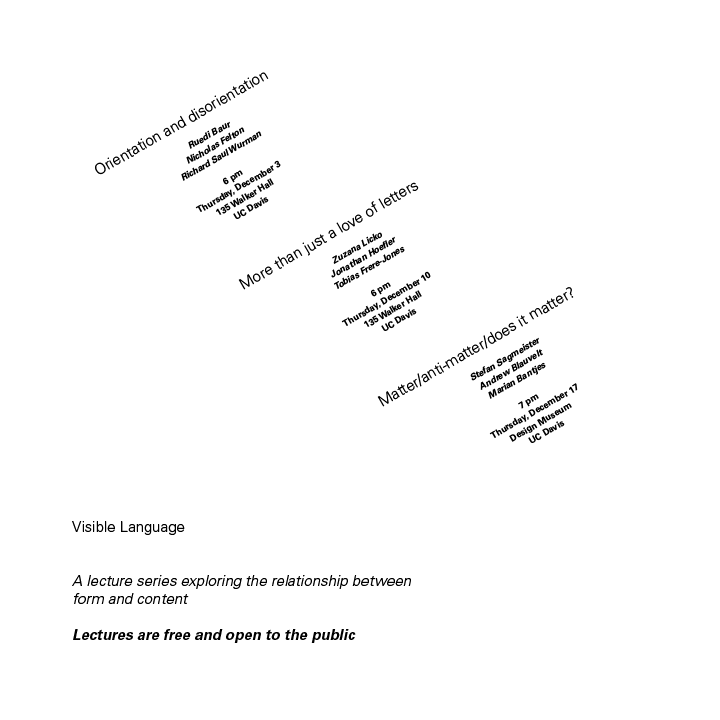 Orientation and disorientation
Ruedi Baur
Nicholas Felton
Richard Saul Wurman
6 pm
Thursday, December 3
135 Walker Hall
UC Davis
More than just a love of letters
Zuzana Licko
Jonathan Hoefler
Tobias Frere-Jones
6 pm
Thursday, December 10
135 Walker Hall
UC Davis
Matter/anti-matter/does it matter?
Stefan Sagmeister
Andrew Blauvelt
Marian Bantjes
7 pm
Thursday, December 17
Design Museum
UC Davis
Visible Language
A lecture series exploring the relationship between
form and content
Lectures are free and open to the public